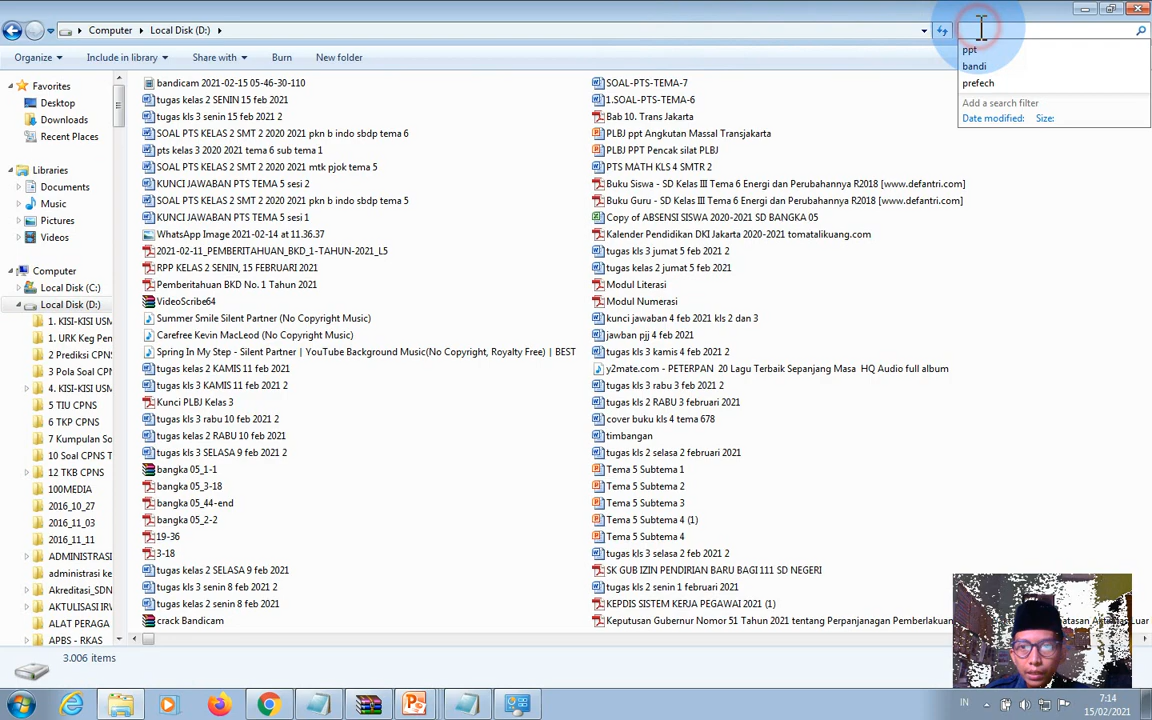 Computer
Local Disk (D:)
ppt
bandi
prefech
Add a search filter
Date modified:
Size:
Organize
Include in library
Share with
Burn
New folder
Favorites
Desktop
Downloads
Recent Places
Libraries
Documents
Music
Pictures
Videos
Computer
Local Disk (C:)
Local Disk (D:)
1. KISI-KISI USM
1. URK Keg Pen
2 Prediksi CPNS
3 Pola Soal CPN
4. KISI-KISI USM
5 TIU CPNS
6 TKP CPNS
7 Kumpulan So
10 Soal CPNS T
12 TKB CPNS
100MEDIA
2016_10_27
2016_11_03
2016_11_11
ADMINISTRASI
administrasi ke
Akreditasi_SDN
AKTULISASI IRV
ALAT PERAGA
APBS - RKAS
bandicam 2021-02-15 05-46-30-110
tugas kelas 2 SENIN 15 feb 2021
tugas kls 3 senin 15 feb 2021 2
SOAL PTS KELAS 2 SMT 2 2020 2021 pkn b indo sbdp tema 6
pts kelas 3 2020 2021 tema 6 sub tema 1
SOAL PTS KELAS 2 SMT 2 2020 2021 mtk pjok tema 5
KUNCI JAWABAN PTS TEMA 5 sesi 2
SOAL PTS KELAS 2 SMT 2 2020 2021 pkn b indo sbdp tema 6
KUNCI JAWABAN PTS TEMA 5 sesi 1
WhatsApp Image 2021-02-14 at 11.36.37
2021-02-11_PEMBERITAHUAN_BKD_1-TAHUN-2021_L5
RPP KELAS 2 SENIN, 15 FEBRUARI 2021
Pemberitahuan BKD No. 1 Tahun 2021
VideoScribe64
Summer Smile Silent Partner (No Copyright Music)
Carefree Kevin MacLeod (No Copyright Music)
Spring In My Step - Silent Partner | YouTube Background Music(No Copyright, Royalty Free) | BEST
tugas kelas 2 KAMIS 11 feb 2021
tugas kls 3 KAMIS 11 feb 2021 2
Kunci PLBJ Kelas 3
tugas kls 3 rabu 10 feb 2021 2
tugas kelas 2 RABU 10 feb 2021
tugas kls 3 SELASA 9 feb 2021 2
bangka 05_1-1
bangka 05_3-18
bangka 05_44-end
bangka 05_2-2
19-36
3-18
tugas kelas 2 SELASA 9 feb 2021
tugas kls 3 senin 8 feb 2021 2
tugas kelas 2 senin 8 feb 2021
crack Bandicam
SOAL-PTS-TEMA-7
1.SOAL-PTS-TEMA-6
Bab 10. Trans Jakarta
PLBJ ppt Angkutan Massal Transjakarta
PLBJ PPT Pencak silat PLBJ
PTS MATH KLS 4 SMTR 2
Buku Siswa - SD Kelas III Tema 6 Energi dan Perubahannya R2018 [www.defantri.com]
Buku Guru - SD Kelas III Tema 6 Energi dan Perubahannya R2018 [www.defantri.com]
Copy of ABSENSI SISWA 2020-2021 SD BANGKA 05
Kalender Pendidikan DKI Jakarta 2020-2021 tomatalikuang.com
tugas kls 3 jumat 5 feb 2021 2
tugas kelas 2 jumat 5 feb 2021
Modul Literasi
Modul Numerasi
kunci jawaban 4 feb 2021 kls 2 dan 3
jawban pjj 4 feb 2021
tugas kls 3 kamis 4 feb 2021 2
y2mate.com - PETERPAN 20 Lagu Terbaik Sepanjang Masa HQ Audio full album
tugas kls 3 rabu 3 feb 2021 2
tugas kls 2 RABU 3 februari 2021
cover buku kls 4 tema 678
timbangan
tugas kls 2 selasa 2 februari 2021
Tema 5 Subtema 1
Tema 5 Subtema 2
Tema 5 Subtema 3
Tema 5 Subtema 4 (1)
Tema 5 Subtema 4
tugas kls 3 selasa 2 feb 2021 2
SK GUB IZIN PENDIRIAN BARU BAGI 111 SD NEGERI
tugas kls 2 senin 1 februari 2021
KEPDIS SISTEM KERJA PEGAWAI 2021 (1)
Keputusan Gubernur Nomor 51 Tahun 2021 tentang Perpanjangan Pemberlakuan
Luar
3.006 items
IN
7:14
15/02/2021